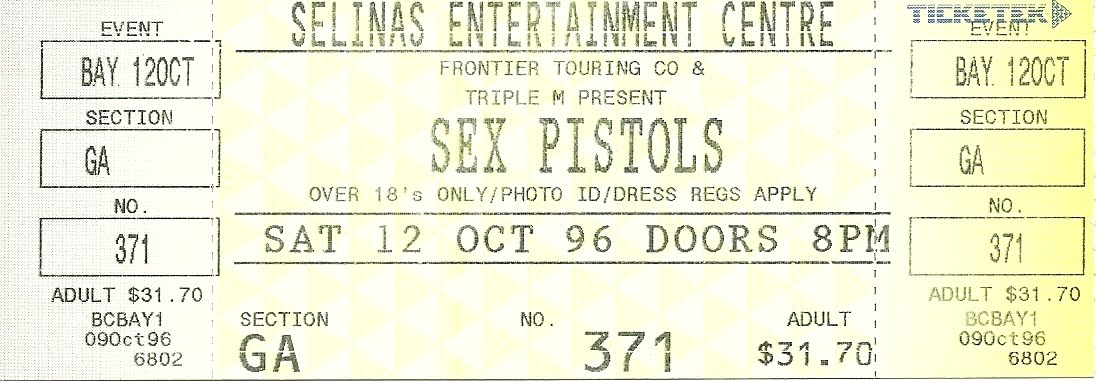 EVENT
BAY. 12OCT
SECTION
GA
NO.
371
ADULT $31.70
BCBAY1
09Oct96
6802
SELINAS ENTERTAINMENT CENTRE
FRONTIER TOURING CO &
TRIPLE M PRESENT
SEX PISTOLS
OVER 18's ONLY/PHOTO ID/DRESS REGS APPLY
SAT 12 OCT 96 DOORS 8PM
SECTION NO. ADULT
GA 371 $31.70
TICKETEK
EVENT
BAY. 12OCT
SECTION
GA
NO.
371
ADULT $31.70
BCBAY1
09Oct96
6802